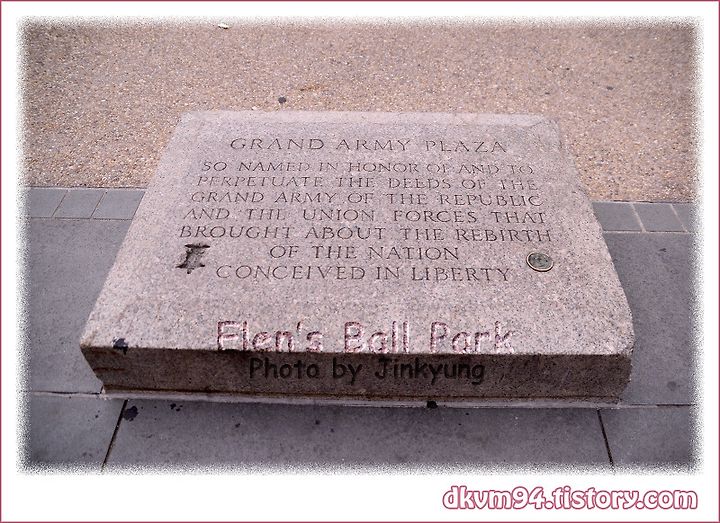 GRAND ARMY PLAZA
SO NAMED IN HONOR OF AND TO
PERPETUATE THE DEEDS OF THE
GRAND ARMY OF THE REPUBLIC
AND THE UNION FORCES THAT
BROUGHT ABOUT THE REBIRTH
OF THE NATION
CONCEIVED IN LIBERTY
Elen's Ball Park
Photo by Jinkyung
dkvm94.tistory.com